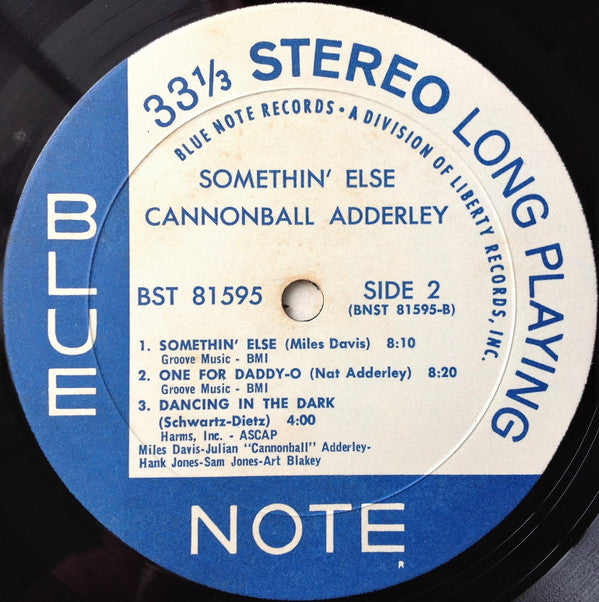 33⅓ STEREO LONG PLAYING
BLUE NOTE RECORDS • A DIVISION OF LIBERTY RECORDS, INC.
SOMETHIN' ELSE
CANNONBALL ADDERLEY
BLUE
BST 81595
SIDE 2
(BNST 81595-B)
1. SOMETHIN' ELSE (Miles Davis) 8:10
Groove Music - BMI
2. ONE FOR DADDY-O (Nat Adderley) 8:20
Groove Music - BMI
3. DANCING IN THE DARK
(Schwartz-Dietz) 4:00
Harms, Inc. - ASCAP
Miles Davis-Julian "Cannonball" Adderley-
Hank Jones-Sam Jones-Art Blakey
NOTE
R